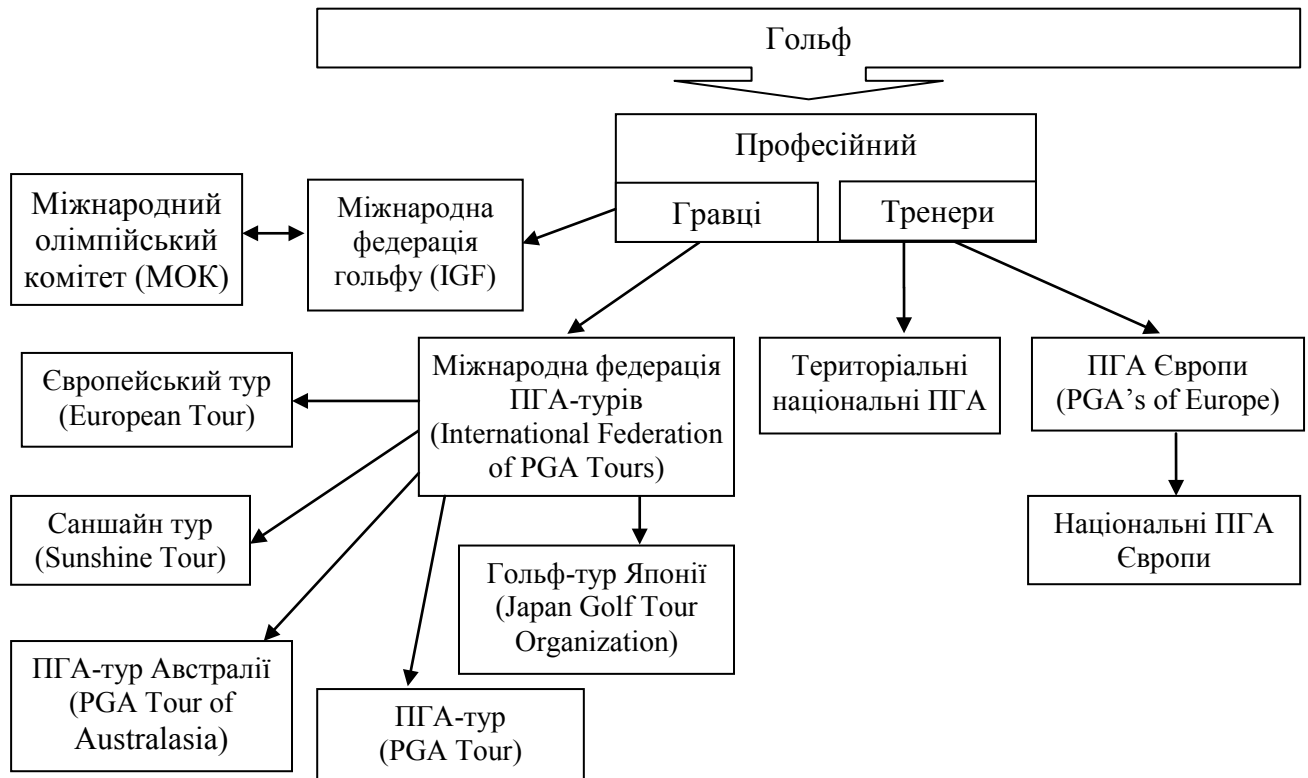 Гольф
Професійний
Гравці
Тренери
Міжнародний
олімпійський
комітет (МОК)
Міжнародна
федерація
гольфу (IGF)
Європейський тур
(European Tour)
Міжнародна федерація
ПГА-турів
(International Federation
of PGA Tours)
Територіальні
національні ПГА
ПГА Європи
(PGA’s of Europe)
Саншайн тур
(Sunshine Tour)
Національні ПГА
Європи
Гольф-тур Японії
(Japan Golf Tour
Organization)
ПГА-тур Австралії
(PGA Tour of
Australasia)
ПГА-тур
(PGA Tour)